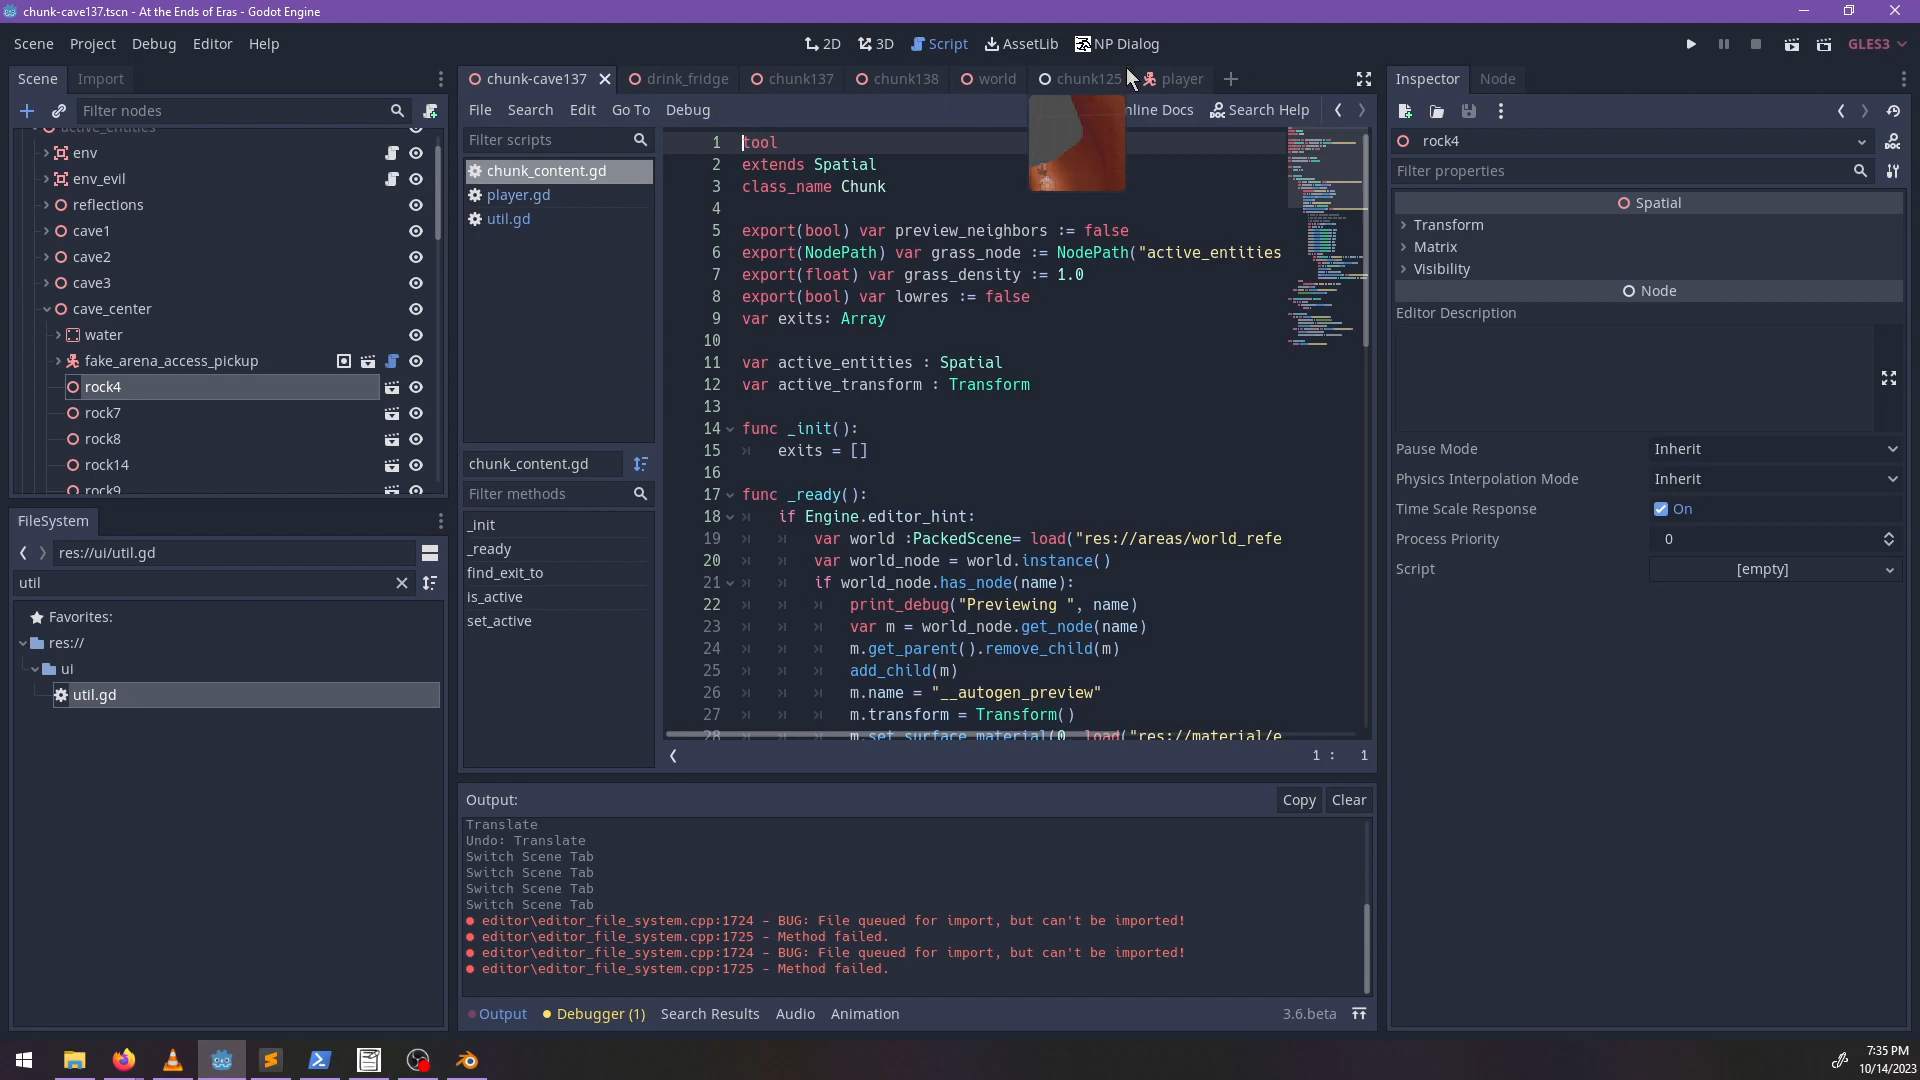 chunk-cave137.tscn - At the Ends of Eras - Godot Engine
Scene Project Debug Editor Help
2D 3D Script AssetLib NP Dialog
GLES3
Scene Import
chunk-cave137 drink_fridge chunk137 chunk138 world chunk125 player
Inspector Node
Filter nodes
File Search Edit Go To Debug
nline Docs Search Help
active_entities
env
env_evil
reflections
cave1
cave2
cave3
cave_center
water
fake_arena_access_pickup
rock4
rock7
rock8
rock14
rock9
FileSystem
res://ui/util.gd
util
Favorites:
res://
ui
util.gd
Filter scripts
chunk_content.gd
player.gd
util.gd
chunk_content.gd
Filter methods
_init
_ready
find_exit_to
is_active
set_active
1 tool
2 extends Spatial
3 class_name Chunk
4
5 export(bool) var preview_neighbors := false
6 export(NodePath) var grass_node := NodePath("active_entities
7 export(float) var grass_density := 1.0
8 export(bool) var lowres := false
9 var exits: Array
10
11 var active_entities : Spatial
12 var active_transform : Transform
13
14 func _init():
15 exits = []
16
17 func _ready():
18 if Engine.editor_hint:
19 var world :PackedScene= load("res://areas/world_refe
20 var world_node = world.instance()
21 if world_node.has_node(name):
22 print_debug("Previewing ", name)
23 var m = world_node.get_node(name)
24 m.get_parent().remove_child(m)
25 add_child(m)
26 m.name = "__autogen_preview"
27 m.transform = Transform()
28 m.set_surface_material(0, load("res://material/e
1 : 1
Output:
Copy Clear
Translate
Undo: Translate
Switch Scene Tab
Switch Scene Tab
Switch Scene Tab
Switch Scene Tab
editor\editor_file_system.cpp:1724 - BUG: File queued for import, but can't be imported!
editor\editor_file_system.cpp:1725 - Method failed.
editor\editor_file_system.cpp:1724 - BUG: File queued for import, but can't be imported!
editor\editor_file_system.cpp:1725 - Method failed.
Output Debugger (1) Search Results Audio Animation
3.6.beta
rock4
Filter properties
Spatial
Transform
Matrix
Visibility
Node
Editor Description
Pause Mode Inherit
Physics Interpolation Mode Inherit
Time Scale Response On
Process Priority 0
Script [empty]
7:35 PM
10/14/2023